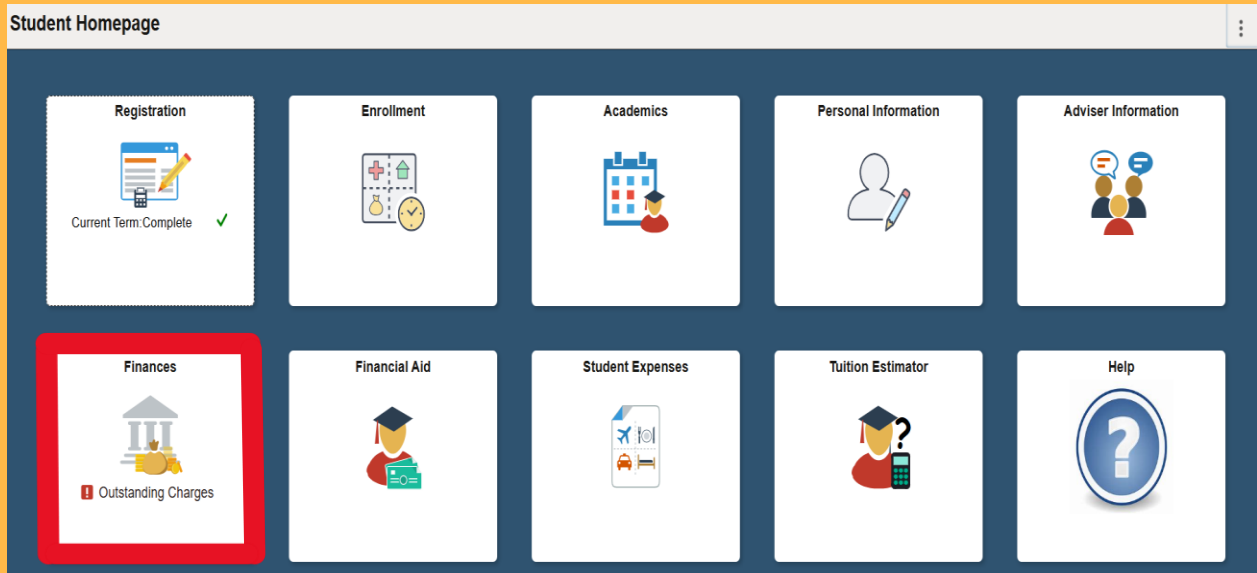 Student Homepage
Registration
Current Term:Complete
Enrollment
Academics
Personal Information
Adviser Information
Finances
! Outstanding Charges
Financial Aid
Student Expenses
Tuition Estimator
?
Help
?